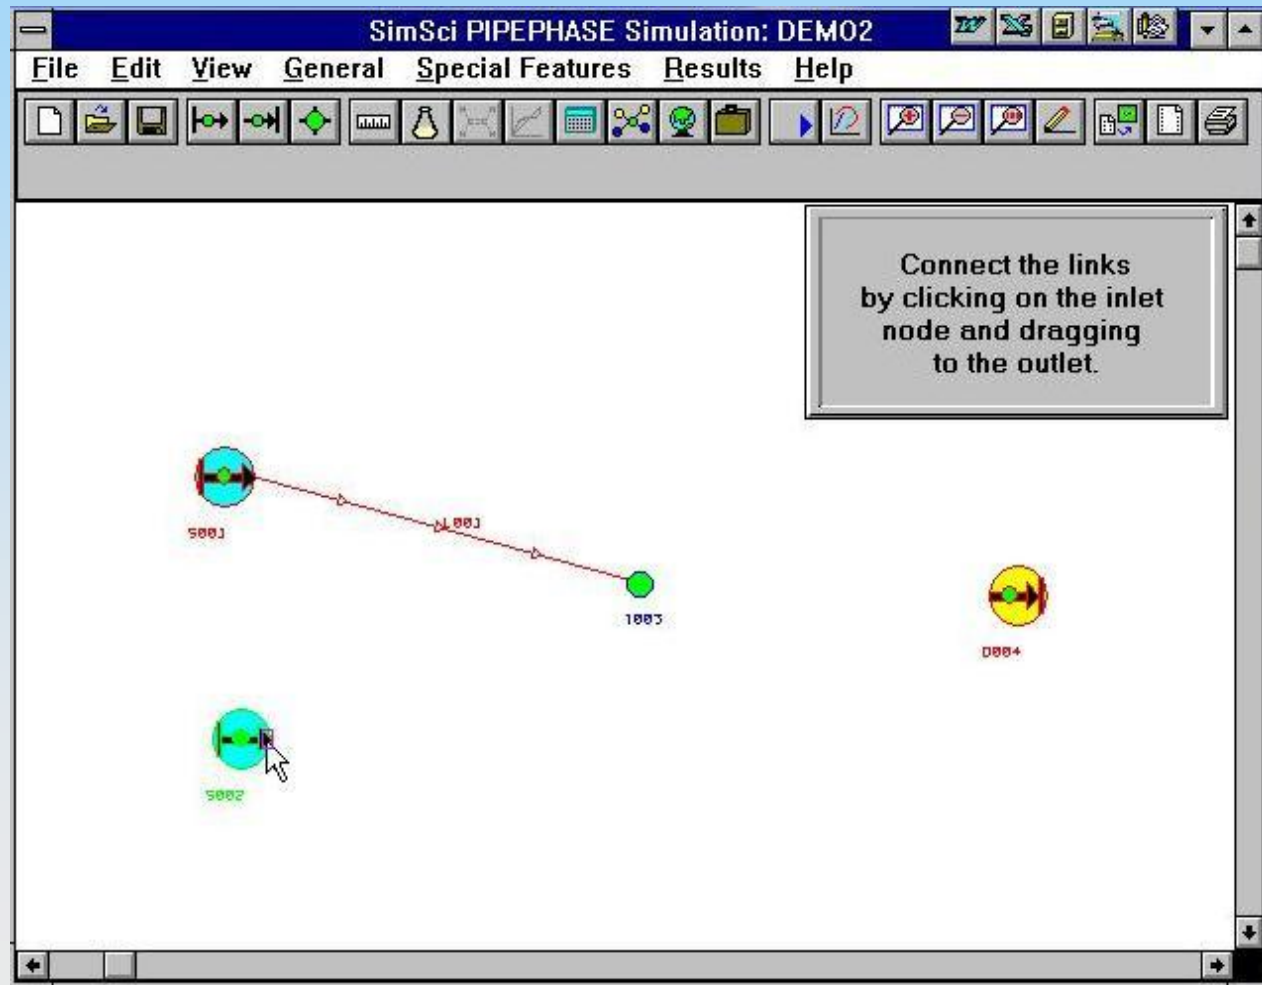 SimSci PIPEPHASE Simulation: DEMO2
File Edit View General Special Features Results Help
Connect the links
by clicking on the inlet
node and dragging
to the outlet.
S001
L001
J003
D004
S002